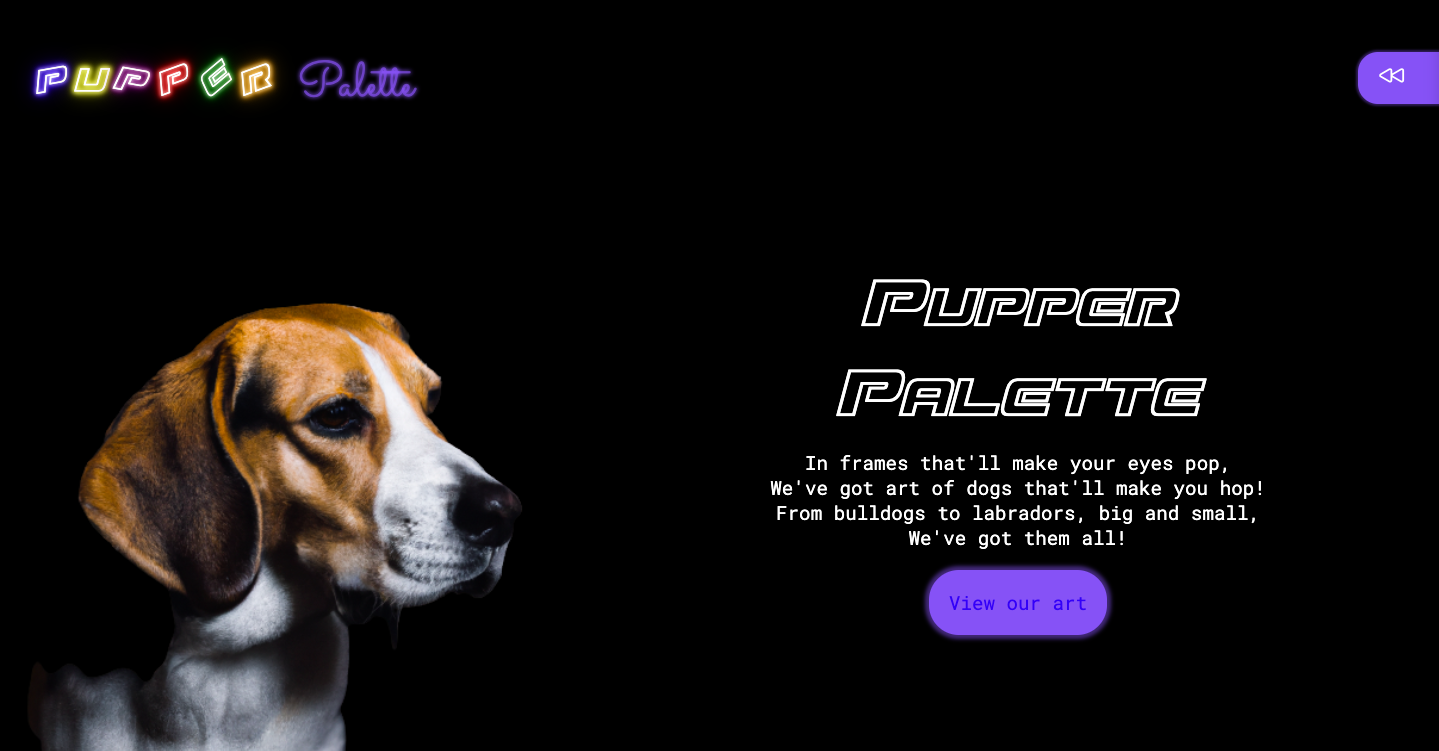 PUPPER Palette
Pupper
Palette
In frames that'll make your eyes pop,
We've got art of dogs that'll make you hop!
From bulldogs to labradors, big and small,
We've got them all!
View our art